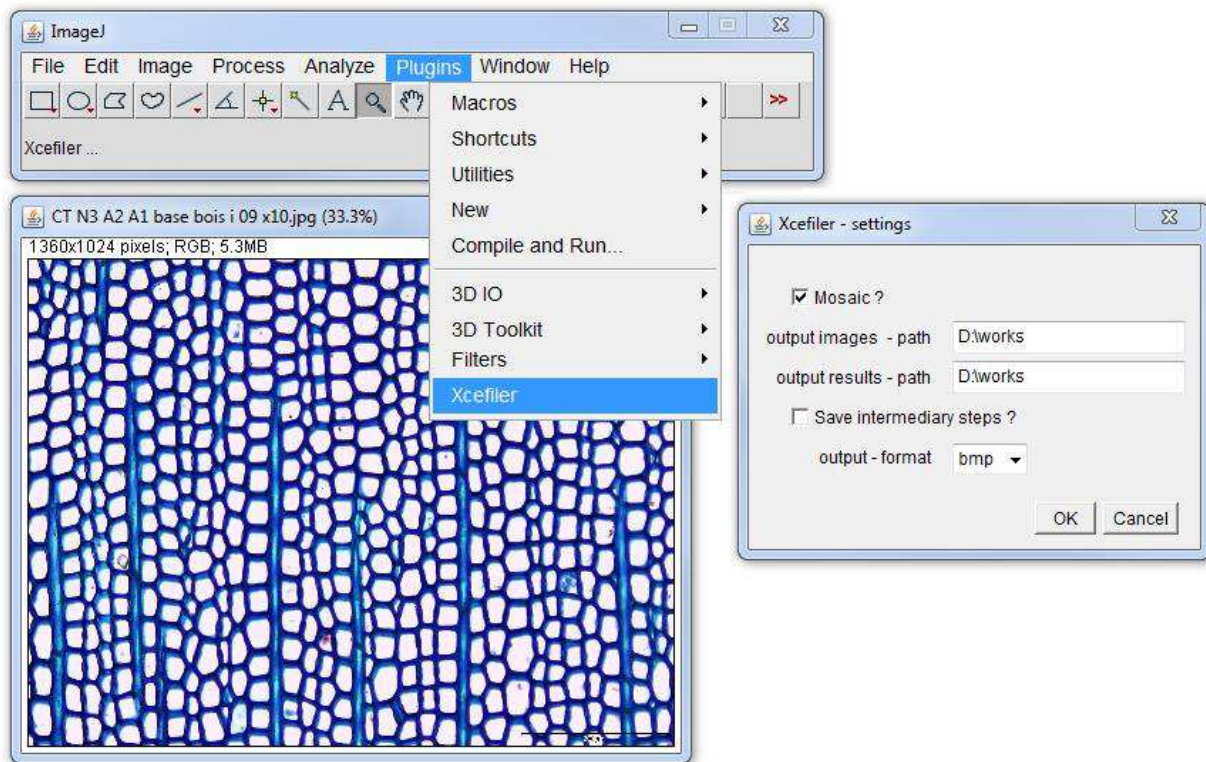 ImageJ
File Edit Image Process Analyze Plugins Window Help
A >>
Xcefiler ...
Macros
Shortcuts
Utilities
New
Compile and Run...
3D IO
3D Toolkit
Filters
Xcefiler
CT N3 A2 A1 base bois i 09 x10.jpg (33.3%)
1360x1024 pixels; RGB; 5.3MB
Xcefiler - settings
Mosaic ?
output images - path D:\works
output results - path D:\works
Save intermediary steps ?
output - format bmp
OK Cancel